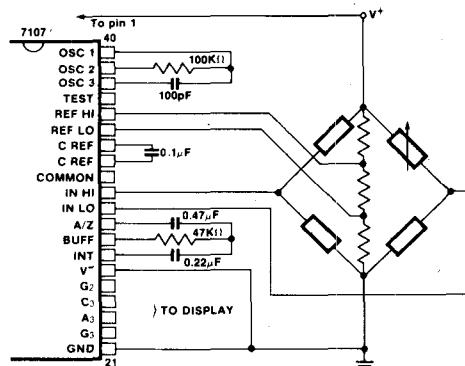 To pin 1
V+
7107
40
OSC 1
OSC 2
100KΩ
OSC 3
100pF
TEST
REF HI
REF LO
C REF
0.1μF
C REF
COMMON
IN HI
IN LO
0.47μF
A/Z
BUFF
47KΩ
INT
0.22μF
V−
G2
C3
⟩ TO DISPLAY
A3
G3
GND
21